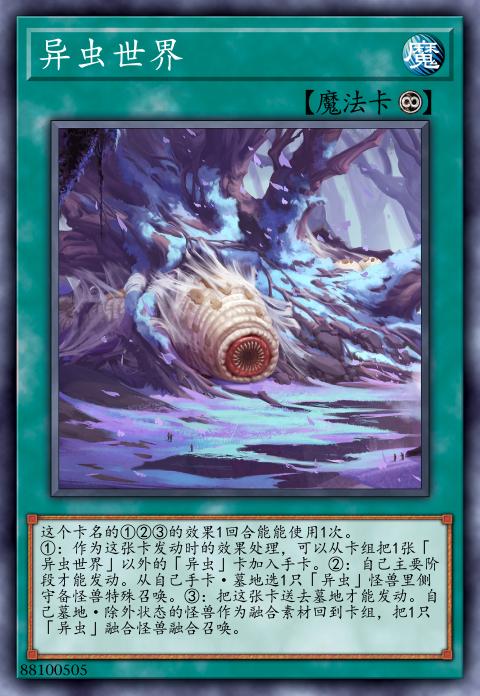 异虫世界
魔
【魔法卡 】
这个卡名的①②③的效果1回合能能使用1次。
①：作为这张卡发动时的效果处理，可以从卡组把1张「
异虫世界」以外的「异虫」卡加入手卡。②：自己主要阶
段才能发动。从自己手卡·墓地选1只「异虫」怪兽里侧
守备怪兽特殊召唤。③：把这张卡送去墓地才能发动。自
己墓地·除外状态的怪兽作为融合素材回到卡组，把1只
「异虫」融合怪兽融合召唤。
88100505